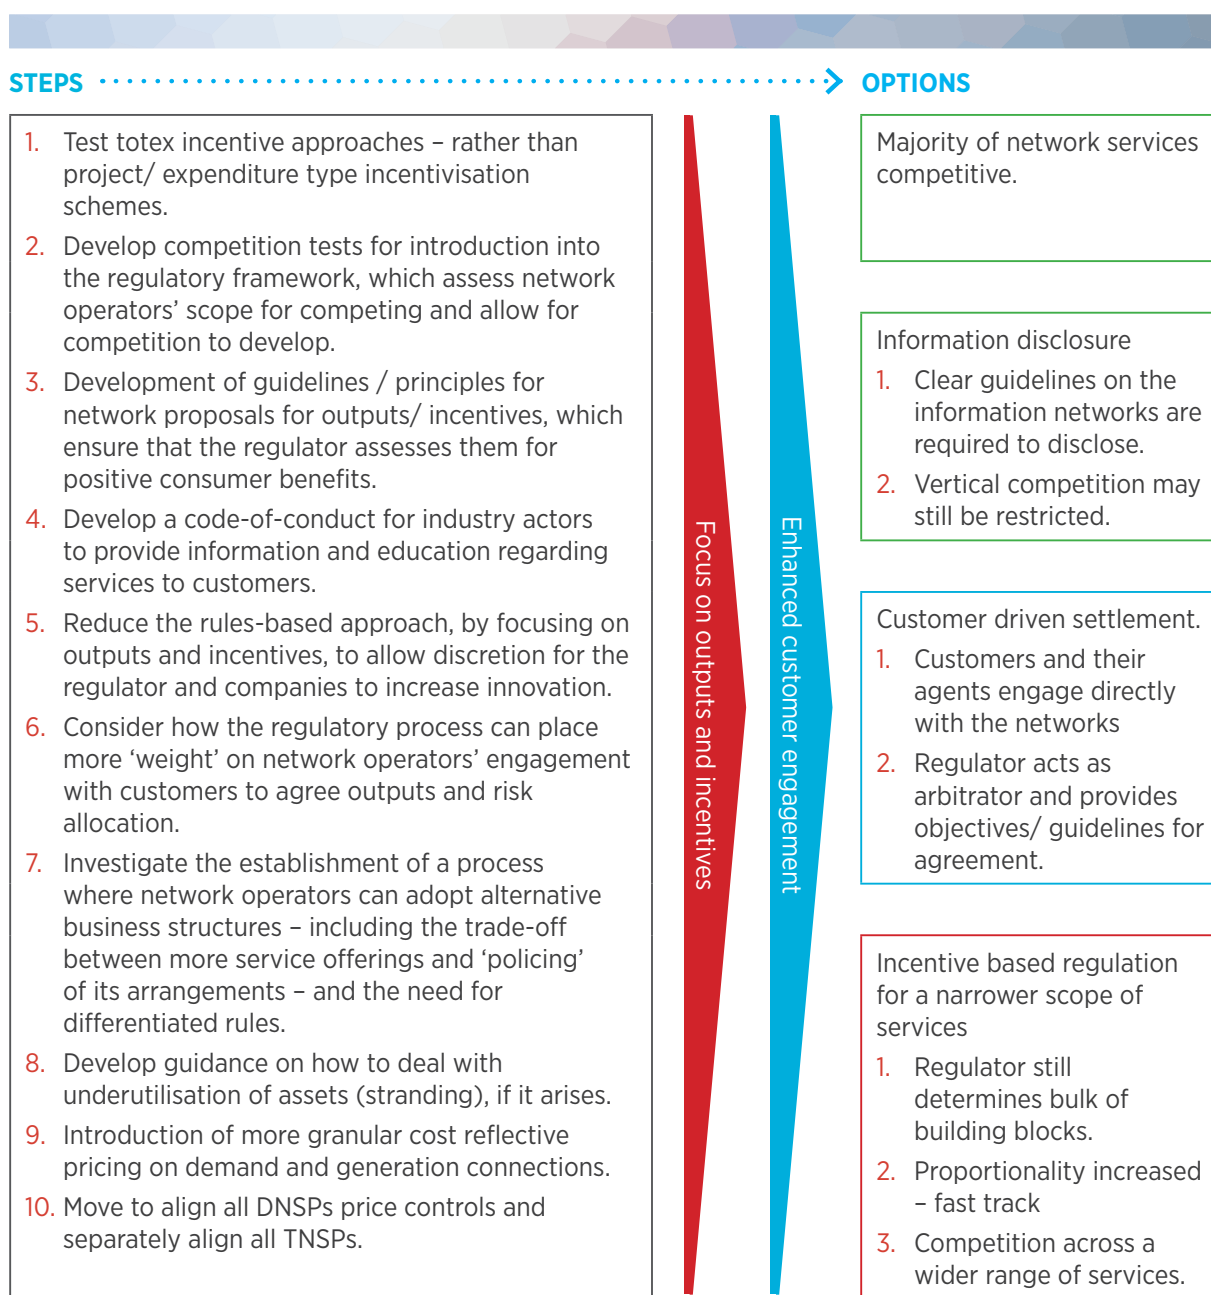 STEPS
OPTIONS
1. Test totex incentive approaches – rather than
project/ expenditure type incentivisation
schemes.
2. Develop competition tests for introduction into
the regulatory framework, which assess network
operators’ scope for competing and allow for
competition to develop.
3. Development of guidelines / principles for
network proposals for outputs/ incentives, which
ensure that the regulator assesses them for
positive consumer benefits.
4. Develop a code-of-conduct for industry actors
to provide information and education regarding
services to customers.
5. Reduce the rules-based approach, by focusing on
outputs and incentives, to allow discretion for the
regulator and companies to increase innovation.
6. Consider how the regulatory process can place
more ‘weight’ on network operators’ engagement
with customers to agree outputs and risk
allocation.
7. Investigate the establishment of a process
where network operators can adopt alternative
business structures – including the trade-off
between more service offerings and ‘policing’
of its arrangements – and the need for
differentiated rules.
8. Develop guidance on how to deal with
underutilisation of assets (stranding), if it arises.
9. Introduction of more granular cost reflective
pricing on demand and generation connections.
10. Move to align all DNSPs price controls and
separately align all TNSPs.
Focus on outputs and incentives
Enhanced customer engagement
Majority of network services
competitive.
Information disclosure
1. Clear guidelines on the
information networks are
required to disclose.
2. Vertical competition may
still be restricted.
Customer driven settlement.
1. Customers and their
agents engage directly
with the networks
2. Regulator acts as
arbitrator and provides
objectives/ guidelines for
agreement.
Incentive based regulation
for a narrower scope of
services
1. Regulator still
determines bulk of
building blocks.
2. Proportionality increased
– fast track
3. Competition across a
wider range of services.